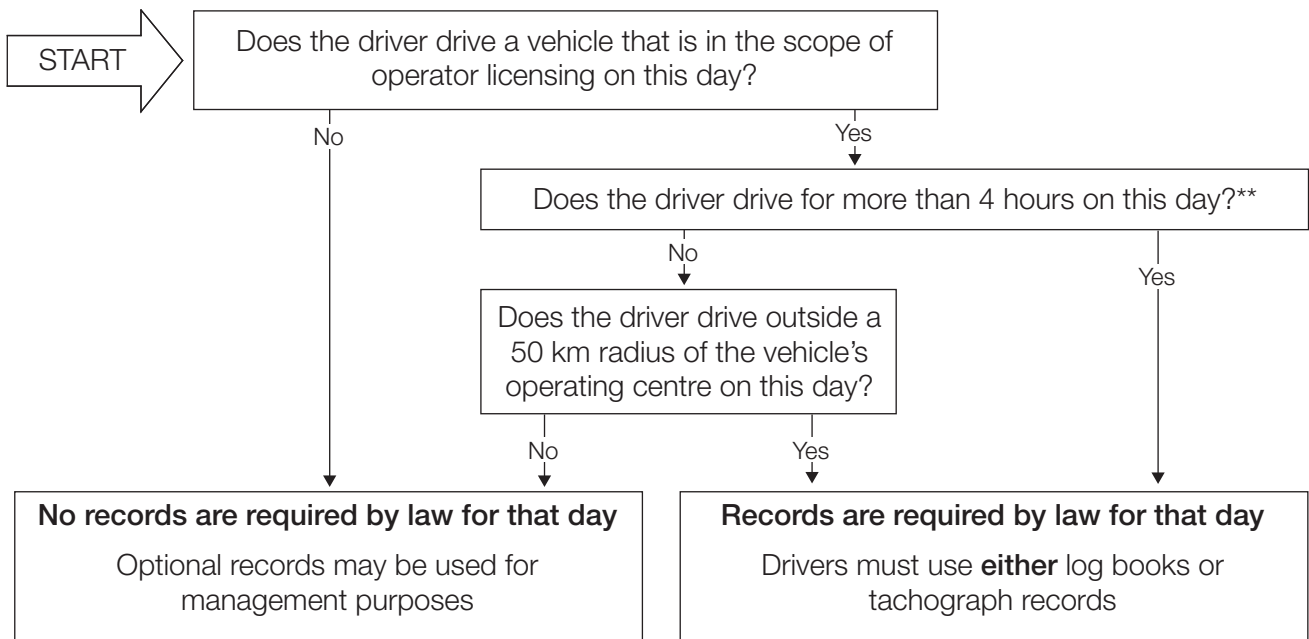 START
Does the driver drive a vehicle that is in the scope of
operator licensing on this day?
No
Yes
Does the driver drive for more than 4 hours on this day?**
No
Yes
Does the driver drive outside a
50 km radius of the vehicle's
operating centre on this day?
No
Yes
No records are required by law for that day
Optional records may be used for
management purposes
Records are required by law for that day
Drivers must use either log books or
tachograph records